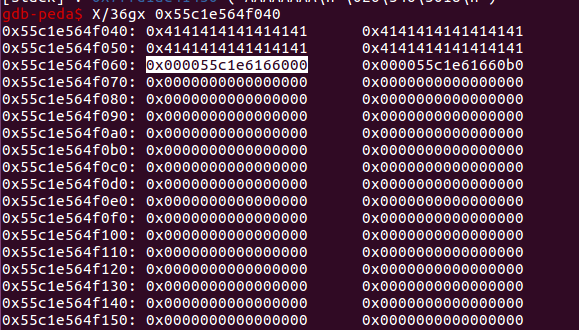 gdb-peda$ X/36gx 0x55c1e564f040
0x55c1e564f040: 0x4141414141414141 0x4141414141414141
0x55c1e564f050: 0x4141414141414141 0x4141414141414141
0x55c1e564f060: 0x000055c1e6166000 0x000055c1e61660b0
0x55c1e564f070: 0x0000000000000000 0x0000000000000000
0x55c1e564f080: 0x0000000000000000 0x0000000000000000
0x55c1e564f090: 0x0000000000000000 0x0000000000000000
0x55c1e564f0a0: 0x0000000000000000 0x0000000000000000
0x55c1e564f0b0: 0x0000000000000000 0x0000000000000000
0x55c1e564f0c0: 0x0000000000000000 0x0000000000000000
0x55c1e564f0d0: 0x0000000000000000 0x0000000000000000
0x55c1e564f0e0: 0x0000000000000000 0x0000000000000000
0x55c1e564f0f0: 0x0000000000000000 0x0000000000000000
0x55c1e564f100: 0x0000000000000000 0x0000000000000000
0x55c1e564f110: 0x0000000000000000 0x0000000000000000
0x55c1e564f120: 0x0000000000000000 0x0000000000000000
0x55c1e564f130: 0x0000000000000000 0x0000000000000000
0x55c1e564f140: 0x0000000000000000 0x0000000000000000
0x55c1e564f150: 0x0000000000000000 0x0000000000000000